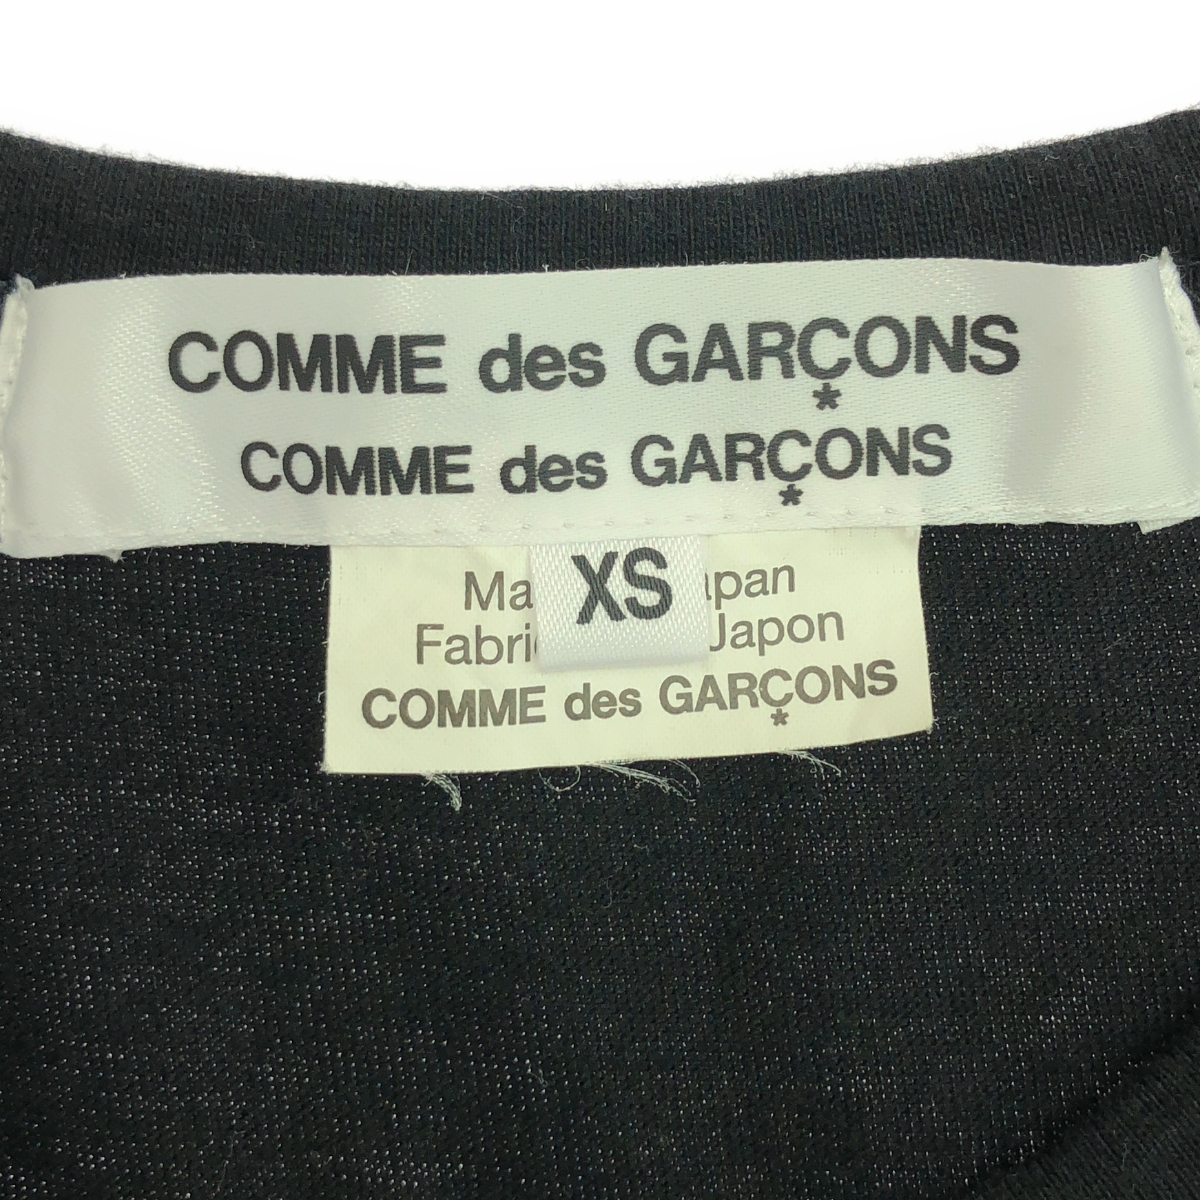 COMME des GARÇONS
*
COMME des GARÇONS
*
XS
Ma apan
Fabri Japon
COMME des GARÇONS
*